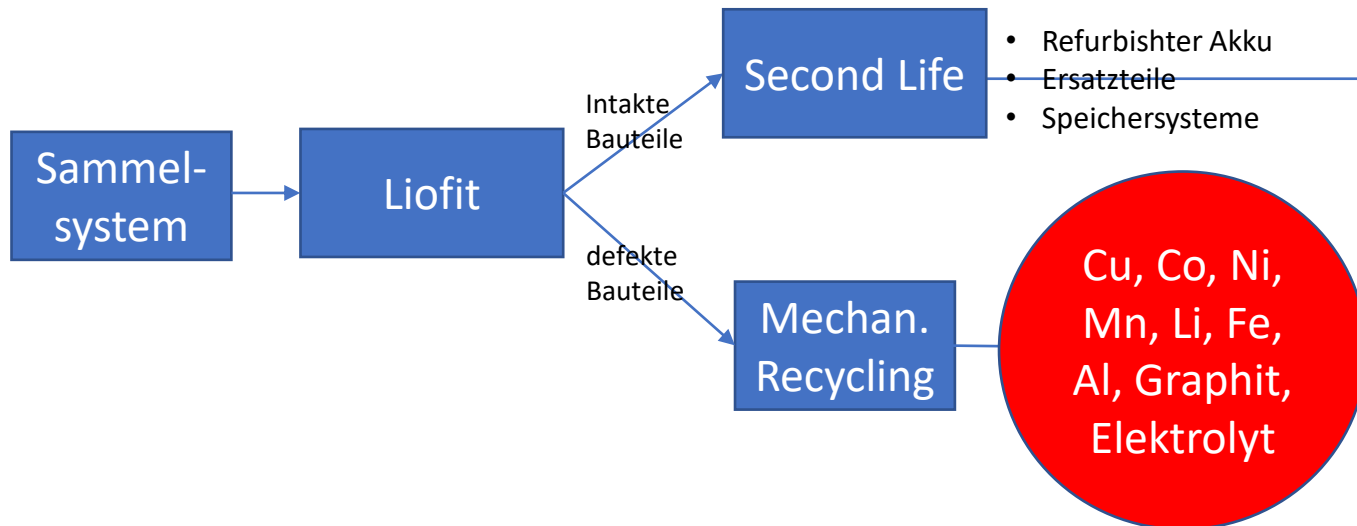 Sammel-
system
Liofit
Intakte
Bauteile
defekte
Bauteile
Second Life
• Refurbishter Akku
• Ersatzteile
• Speichersysteme
Mechan.
Recycling
Cu, Co, Ni,
Mn, Li, Fe,
Al, Graphit,
Elektrolyt